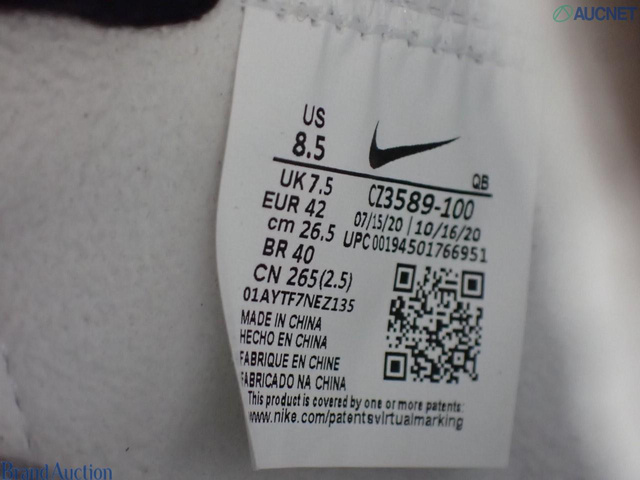 AUCNET
US
8.5
QB
UK 7.5
CZ3589-100
EUR 42
07/15/20 | 10/16/20
cm 26.5
UPC 00194501766951
BR 40
CN 265(2.5)
01AYTF7NEZ135
MADE IN CHINA
HECHO EN CHINA
FABRIQUE EN CHINE
FABRICADO NA CHINA
This product is covered by one or more patents:
www.nike.com/patentsvirtualmarking
Brand Auction